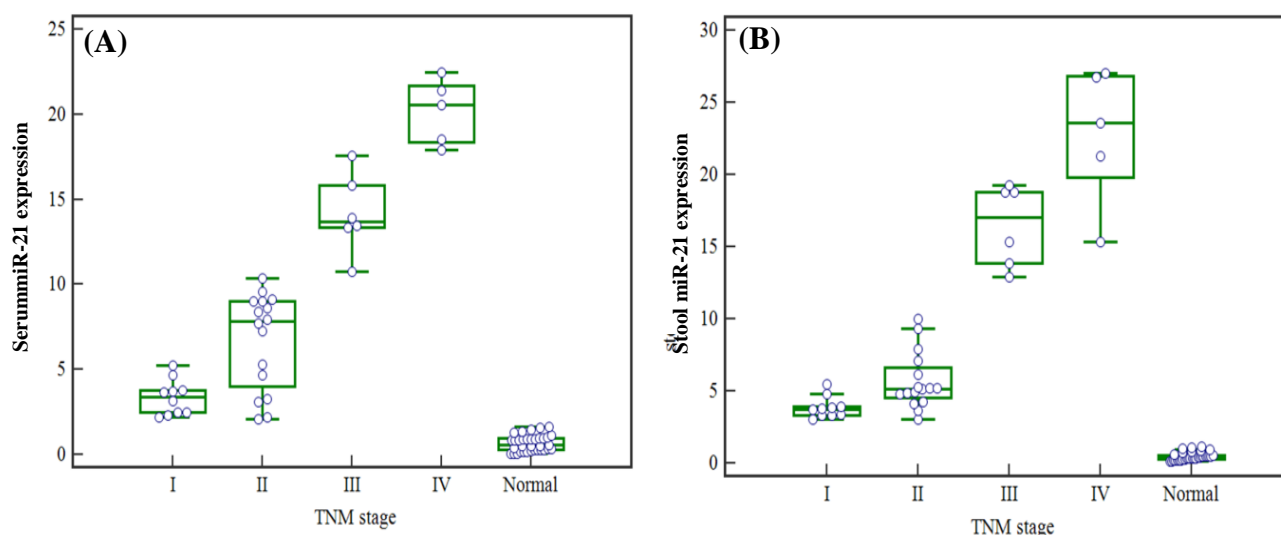 (A)
SerummiR-21 expression
25
20
15
10
5
0
I II III IV Normal
TNM stage
(B)
Stool miR-21 expression
30
25
20
15
10
5
0
I II III IV Normal
TNM stage